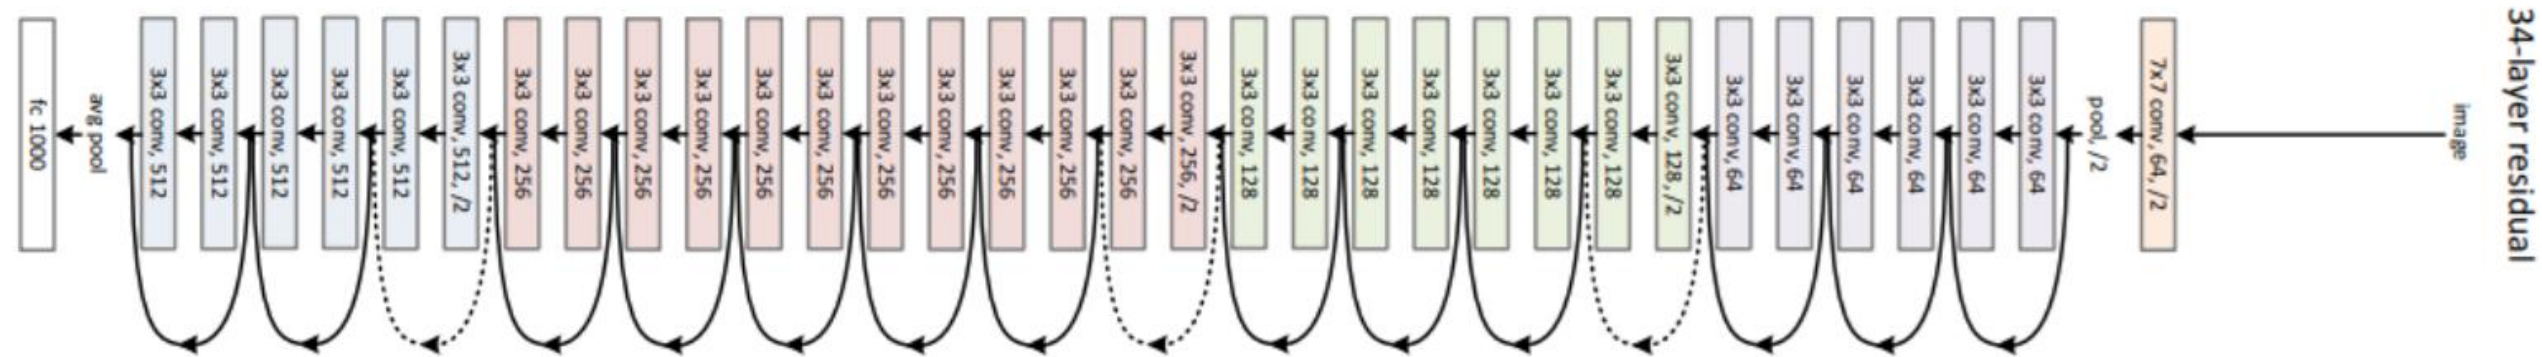 34-layer residual
image
7x7 conv, 64, /2
pool, /2
3x3 conv, 64
3x3 conv, 64
3x3 conv, 64
3x3 conv, 64
3x3 conv, 64
3x3 conv, 64
3x3 conv, 128, /2
3x3 conv, 128
3x3 conv, 128
3x3 conv, 128
3x3 conv, 128
3x3 conv, 128
3x3 conv, 128
3x3 conv, 128
3x3 conv, 256, /2
3x3 conv, 256
3x3 conv, 256
3x3 conv, 256
3x3 conv, 256
3x3 conv, 256
3x3 conv, 256
3x3 conv, 256
3x3 conv, 256
3x3 conv, 256
3x3 conv, 256
3x3 conv, 256
3x3 conv, 512, /2
3x3 conv, 512
3x3 conv, 512
3x3 conv, 512
3x3 conv, 512
3x3 conv, 512
avg pool
fc 1000